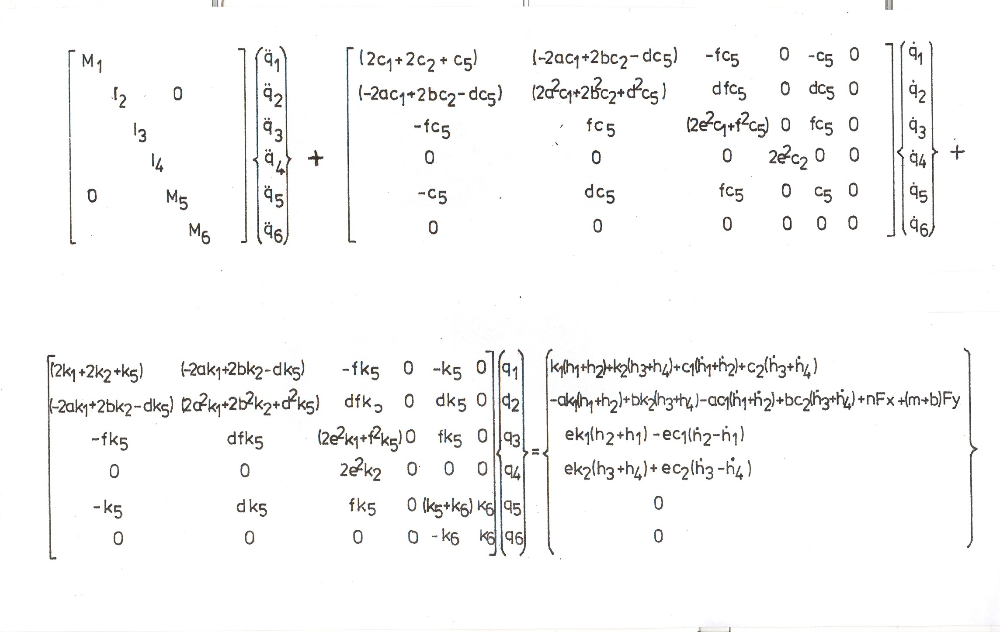 [ M₁ ] { q̈₁ } [ (2c₁+2c₂+c₅) (-2ac₁+2bc₂-dc₅) -fc₅ 0 -c₅ 0 ] { q̇₁ }
I₂ 0 q̈₂ (-2ac₁+2bc₂-dc₅) (2a²c₁+2b²c₂+d²c₅) dfc₅ 0 dc₅ 0 q̇₂
I₃ q̈₃ -fc₅ fc₅ (2e²c₁+f²c₅) 0 fc₅ 0 q̇₃
I₄ q̈₄ + 0 0 0 2e²c₂ 0 0 q̇₄ +
0 M₅ q̈₅ -c₅ dc₅ fc₅ 0 c₅ 0 q̇₅
M₆ q̈₆ 0 0 0 0 0 0 q̇₆
[ (2k₁+2k₂+k₅) (-2ak₁+2bk₂-dk₅) -fk₅ 0 -k₅ 0 ] { q₁ } { k₁(h₁+h₂)+k₂(h₃+h₄)+c₁(ḣ₁+ḣ₂)+c₂(ḣ₃+ḣ₄) }
(-2ak₁+2bk₂-dk₅) (2a²k₁+2b²k₂+d²k₅) 0 dk₅ 0 q₂ -ak₁(h₁+h₂)+bk₂(h₃+h₄)-ac₁(ḣ₁+ḣ₂)+bc₂(ḣ₃+ḣ₄)+nFx+(m+b)Fy
-fk₅ dfk₅ (2e²k₁+f²k₅) 0 fk₅ 0 q₃ = ek₁(h₂+h₁)-ec₁(ḣ₂-ḣ₁)
0 0 2e²k₂ 0 0 0 q₄ ek₂(h₃+h₄)+ec₂(ḣ₃-ḣ₄)
-k₅ dk₅ fk₅ 0 (k₅+k₆) k₆ q₅ 0
0 0 0 0 -k₆ k₆ q₆ 0